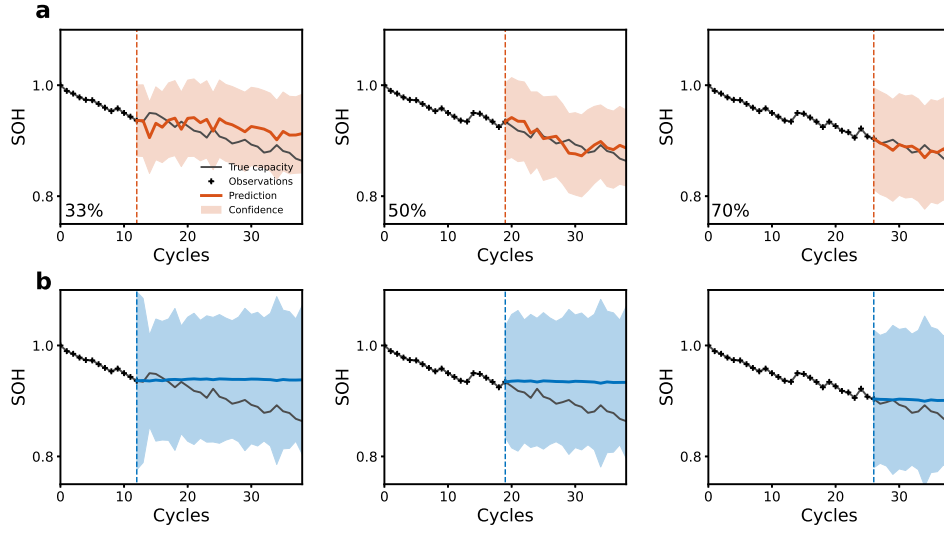 a
1.0
0.8
SOH
33%
True capacity
Observations
Prediction
Confidence
0 10 20 30
Cycles
1.0
0.8
SOH
50%
0 10 20 30
Cycles
1.0
0.8
SOH
70%
0 10 20 30
Cycles
b
1.0
0.8
SOH
0 10 20 30
Cycles
1.0
0.8
SOH
0 10 20 30
Cycles
1.0
0.8
SOH
0 10 20 30
Cycles